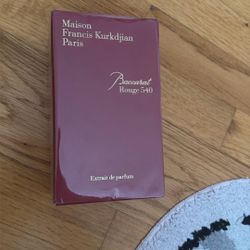 Maison
Francis Kurkdjian
Paris
Baccarat
Rouge 540
Extrait de parfum